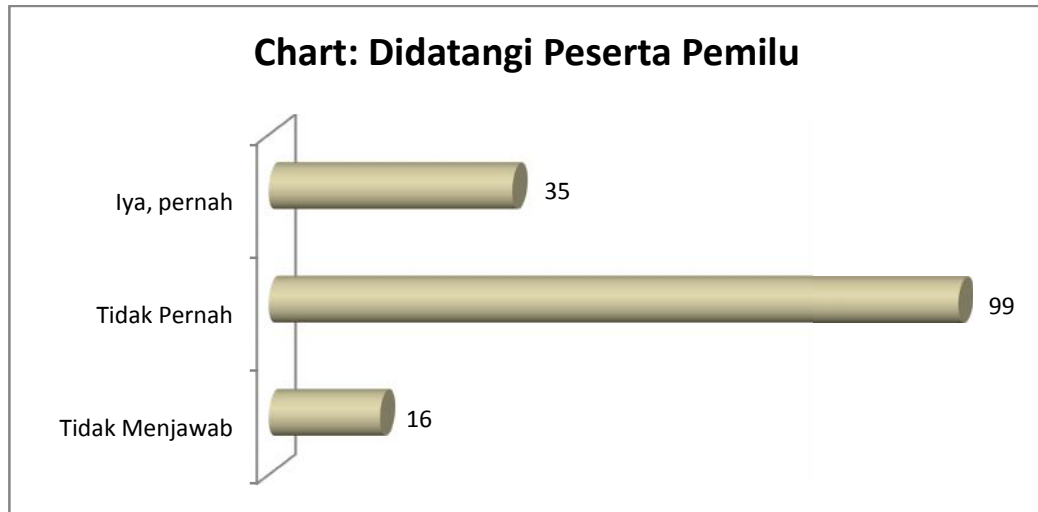 Chart: Didatangi Peserta Pemilu
Iya, pernah
35
Tidak Pernah
99
Tidak Menjawab
16